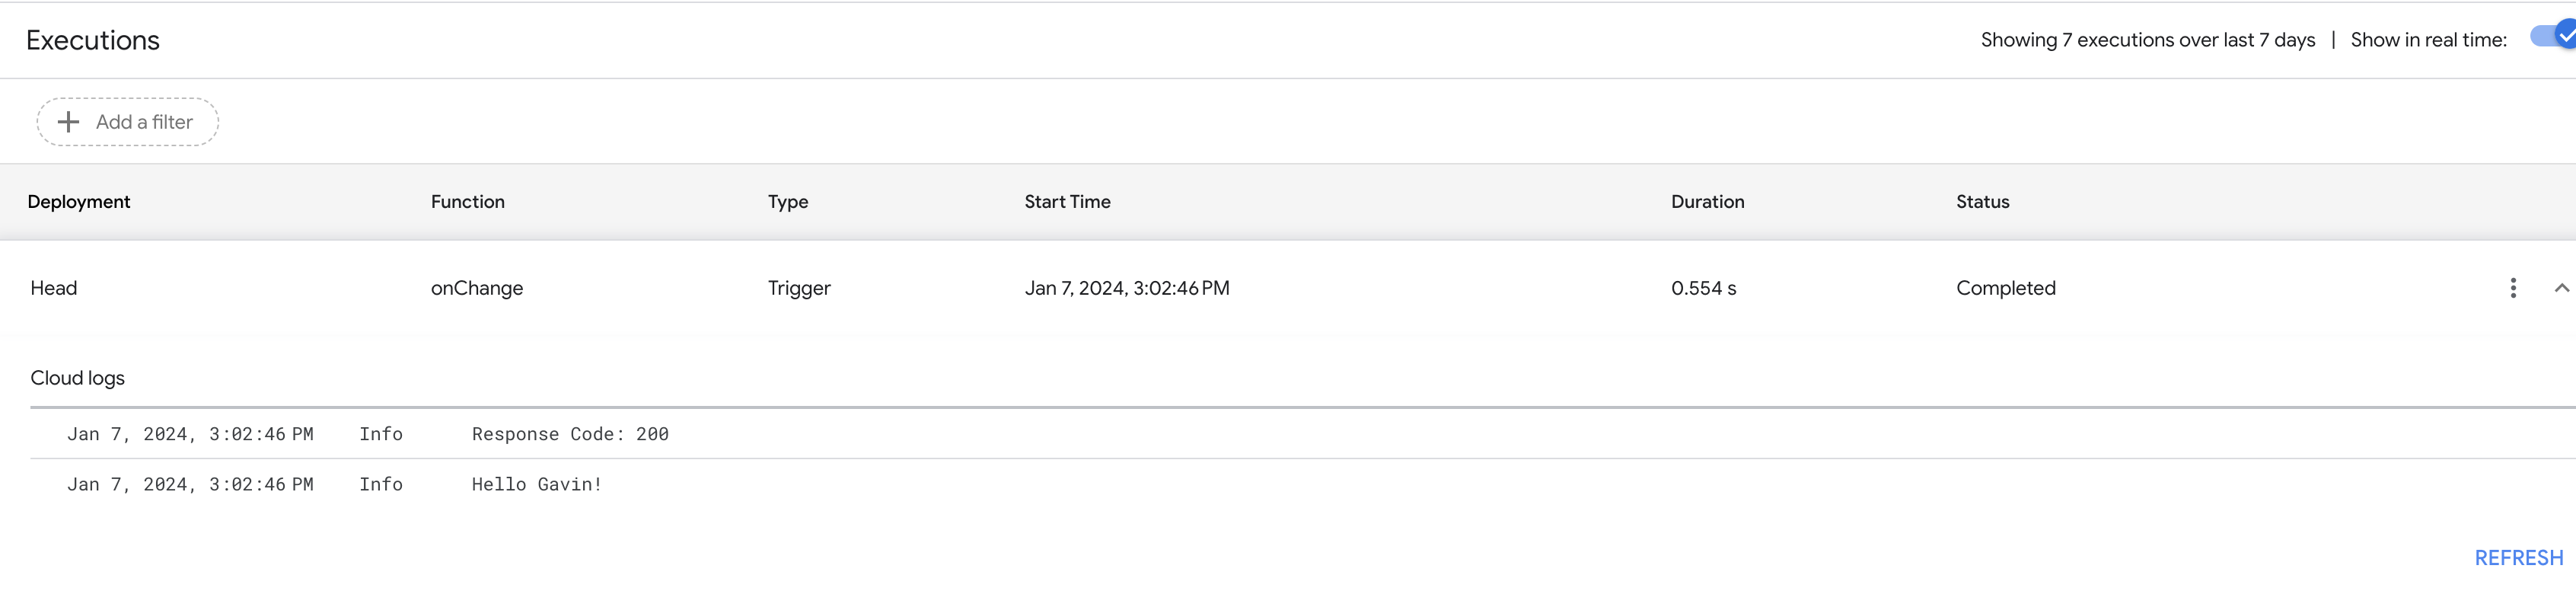 Executions
Showing 7 executions over last 7 days | Show in real time:
Add a filter
Deployment Function Type Start Time Duration Status
Head onChange Trigger Jan 7, 2024, 3:02:46 PM 0.554 s Completed
Cloud logs
Jan 7, 2024, 3:02:46 PM Info Response Code: 200
Jan 7, 2024, 3:02:46 PM Info Hello Gavin!
REFRESH